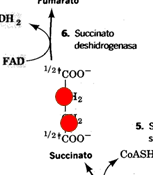 Fumarato
DH₂
6. Succinato
deshidrogenasa
FAD
1/2†COO⁻
H₂
H₂
1/2†COO⁻
5. S
Succinato
CoASH